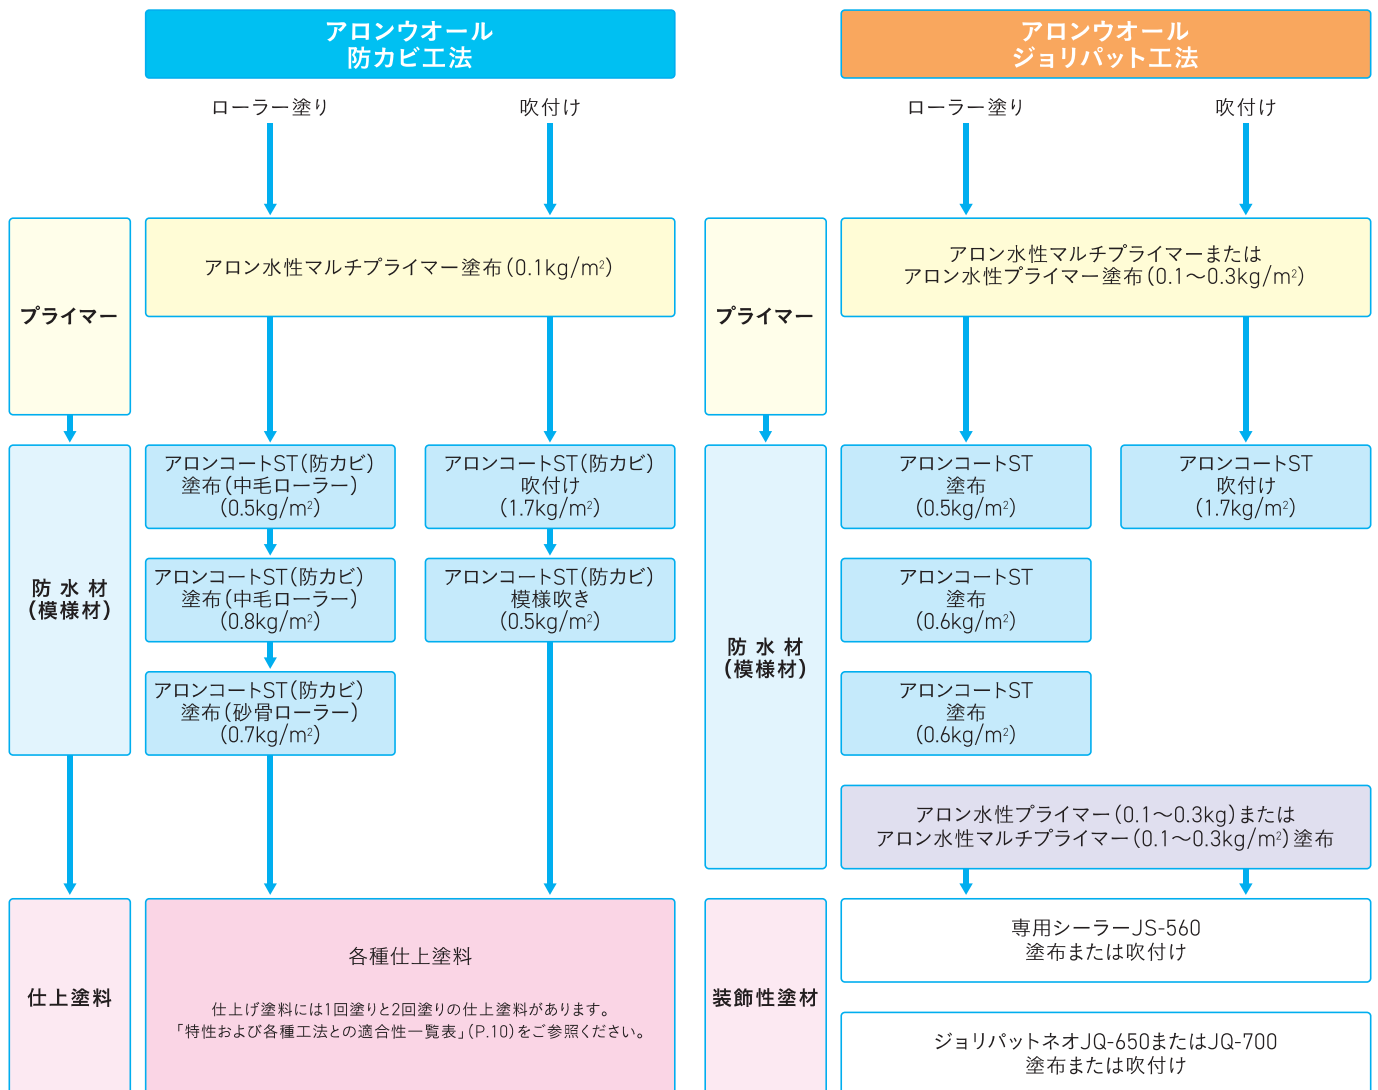 アロンウオール
防カビ工法
ローラー塗り
吹付け
プライマー
アロン水性マルチプライマー塗布(0.1kg/m²)
防水材
(模様材)
アロンコートST(防カビ)
塗布(中毛ローラー)
(0.5kg/m²)
アロンコートST(防カビ)
吹付け
(1.7kg/m²)
アロンコートST(防カビ)
塗布(中毛ローラー)
(0.8kg/m²)
アロンコートST(防カビ)
模様吹き
(0.5kg/m²)
アロンコートST(防カビ)
塗布(砂骨ローラー)
(0.7kg/m²)
仕上塗料
各種仕上塗料
仕上げ塗料には1回塗りと2回塗りの仕上塗料があります。
「特性および各種工法との適合性一覧表」(P.10)をご参照ください。
アロンウオール
ジョリパット工法
ローラー塗り
吹付け
プライマー
アロン水性マルチプライマーまたは
アロン水性プライマー塗布(0.1〜0.3kg/m²)
防水材
(模様材)
アロンコートST
塗布
(0.5kg/m²)
アロンコートST
吹付け
(1.7kg/m²)
アロンコートST
塗布
(0.6kg/m²)
アロンコートST
塗布
(0.6kg/m²)
アロン水性プライマー(0.1〜0.3kg)または
アロン水性マルチプライマー(0.1〜0.3kg/m²)塗布
装飾性塗材
専用シーラーJS-560
塗布または吹付け
ジョリパットネオJQ-650またはJQ-700
塗布または吹付け